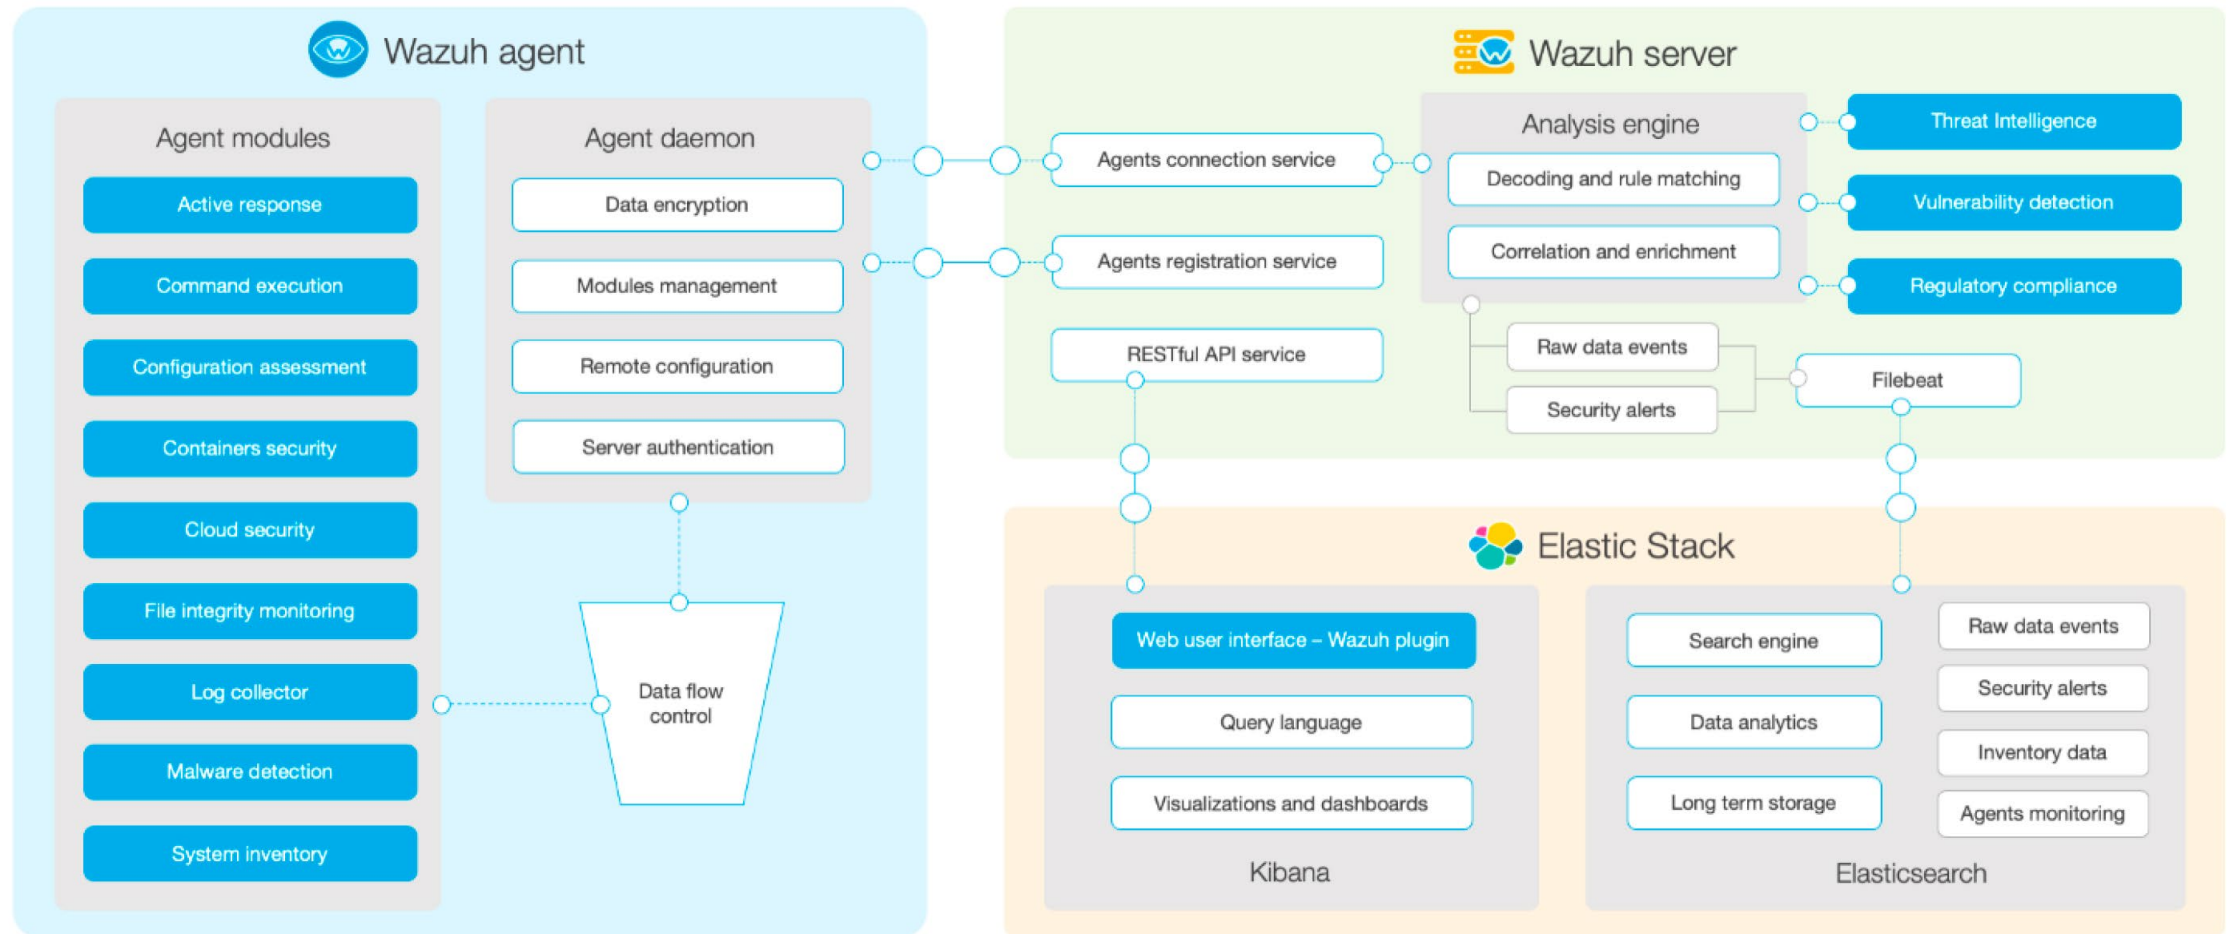 Wazuh agent
Agent modules
Active response
Command execution
Configuration assessment
Containers security
Cloud security
File integrity monitoring
Log collector
Malware detection
System inventory
Agent daemon
Data encryption
Modules management
Remote configuration
Server authentication
Data flow
control
Wazuh server
Agents connection service
Agents registration service
RESTful API service
Analysis engine
Decoding and rule matching
Correlation and enrichment
Raw data events
Security alerts
Filebeat
Threat Intelligence
Vulnerability detection
Regulatory compliance
Elastic Stack
Web user interface – Wazuh plugin
Query language
Visualizations and dashboards
Kibana
Search engine
Data analytics
Long term storage
Raw data events
Security alerts
Inventory data
Agents monitoring
Elasticsearch